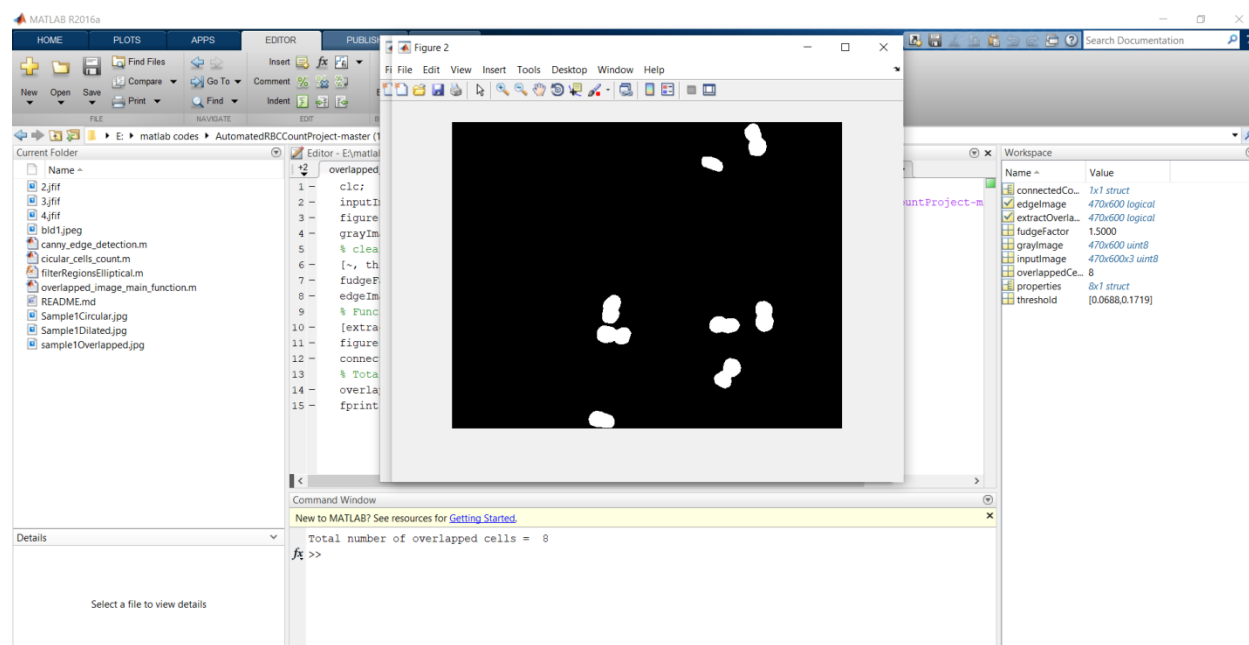 MATLAB R2016a
HOME PLOTS APPS EDITOR PUBLIS
Search Documentation
New Open Save
Find Files
Compare
Print
Go To
Find
Insert fx
Comment %
Indent
FILE NAVIGATE EDIT B
E: matlab codes AutomatedRBCCountProject-master (1
Current Folder
Name
2.jfif
3.jfif
4.jfif
bld1.jpeg
canny_edge_detection.m
cicular_cells_count.m
filterRegionsElliptical.m
overlapped_image_main_function.m
README.md
Sample1Circular.jpg
Sample1Dilated.jpg
sample1Overlapped.jpg
Details
Select a file to view details
Editor - E:\matlal
+2 overlapped_
1 clc;
2 inputI
3 figure
4 grayIm
5 % clea
6 [~, th
7 fudgeF
8 edgeIm
9 % Func
10 [extra
11 figure
12 connec
13 % Tota
14 overla
15 fprint
untProject-m
Figure 2
Fi File Edit View Insert Tools Desktop Window Help
Command Window
New to MATLAB? See resources for Getting Started.
Total number of overlapped cells = 8
fx >>
Workspace
Name Value
connectedCo... 1x1 struct
edgeImage 470x600 logical
extractOverla... 470x600 logical
fudgeFactor 1.5000
grayImage 470x600 uint8
inputImage 470x600x3 uint8
overlappedCe... 8
properties 8x1 struct
threshold [0.0688,0.1719]